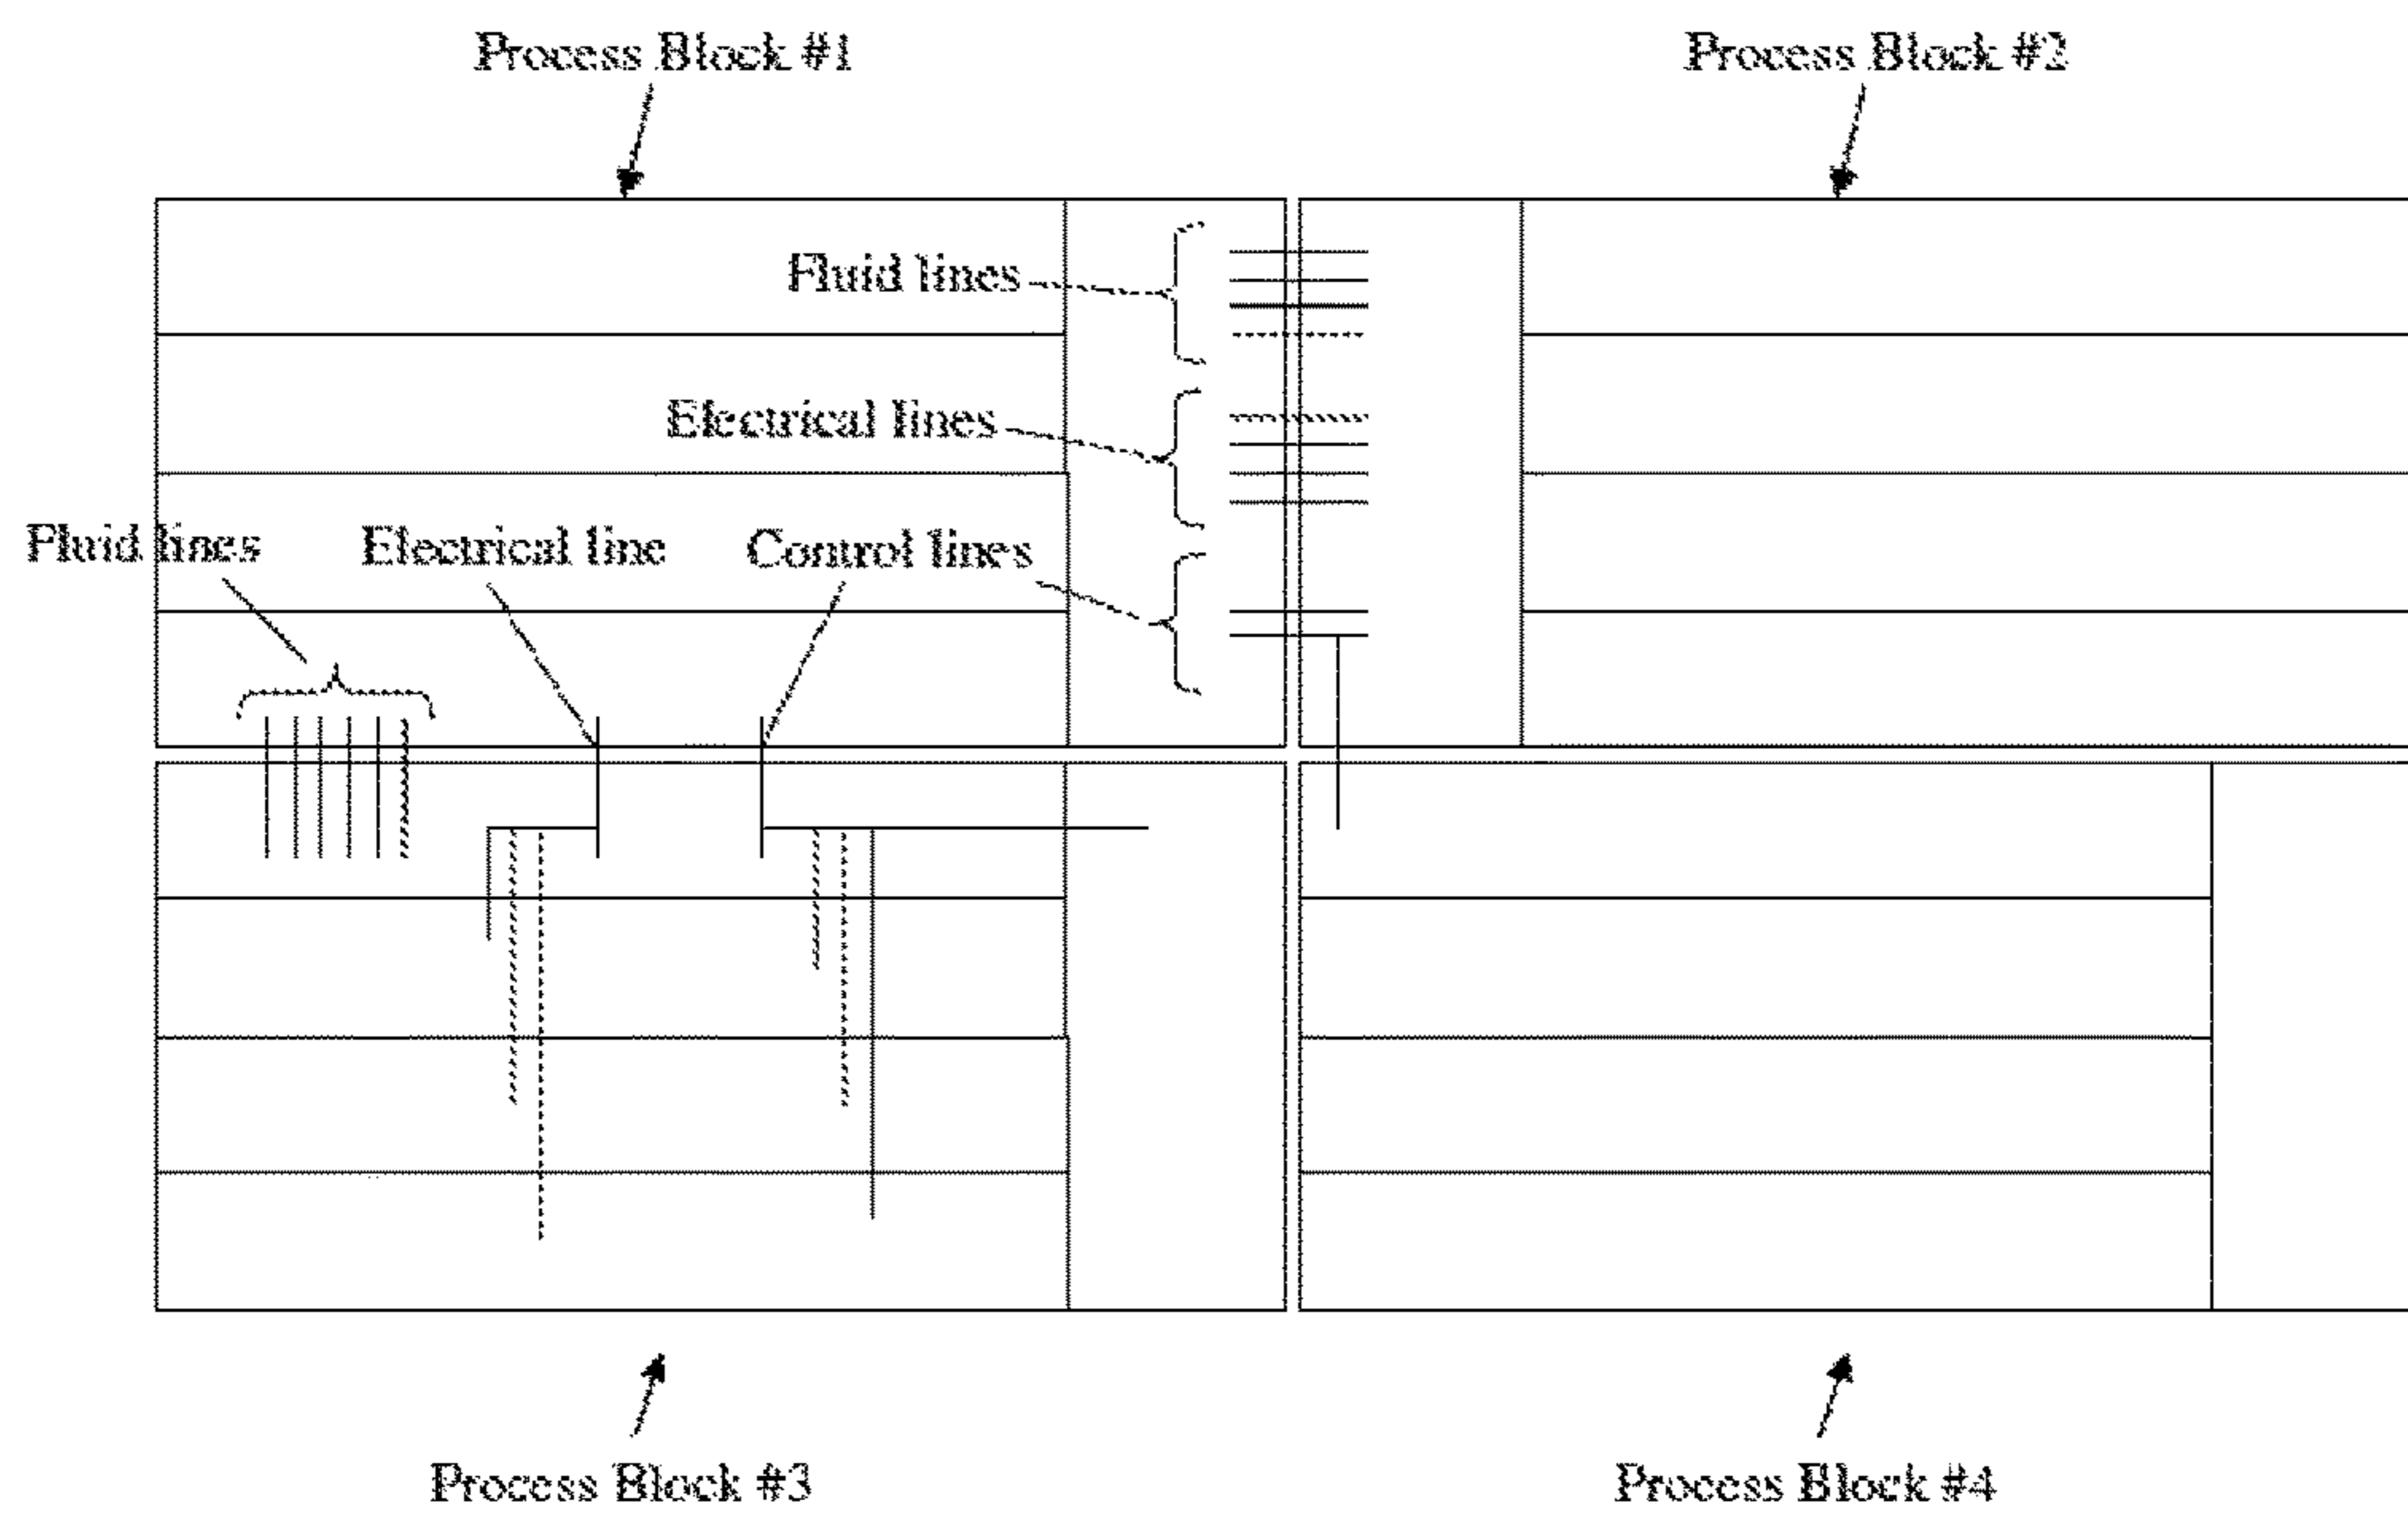 Process Block #1
Process Block #2
Fluid lines
Electrical lines
Fluid lines
Electrical line
Control lines
Process Block #3
Process Block #4